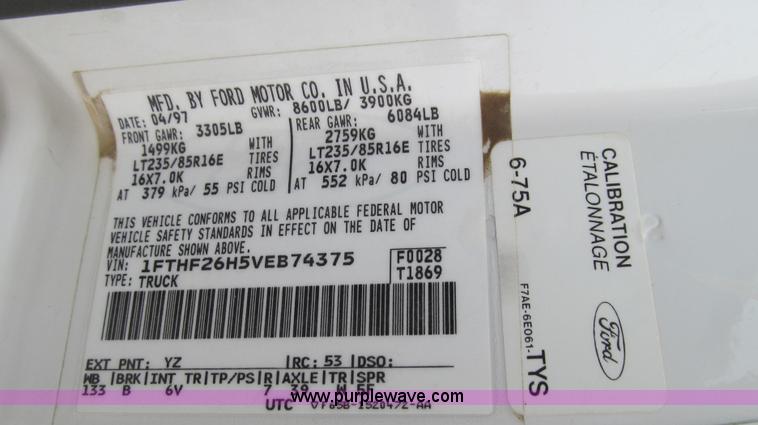 MFD. BY FORD MOTOR CO. IN U.S.A.
DATE: 04/97 GVWR: 8600LB/ 3900KG
FRONT GAWR: 3305LB REAR GAWR: 6084LB
1499KG WITH 2759KG WITH
LT235/85R16E TIRES LT235/85R16E TIRES
16X7.0K RIMS 16X7.0K RIMS
AT 379 kPa/ 55 PSI COLD AT 552 kPa/ 80 PSI COLD
THIS VEHICLE CONFORMS TO ALL APPLICABLE FEDERAL MOTOR
VEHICLE SAFETY STANDARDS IN EFFECT ON THE DATE OF
MANUFACTURE SHOWN ABOVE.
VIN: 1FTHF26H5VEB74375 F0028
TYPE: TRUCK T1869
EXT PNT: YZ RC: 53 DSO:
WB BRK INT TR TP/PS R AXLE TR SPR
133 B 6V 7 39 W 55
UTC
CALIBRATION
ÉTALONNAGE
6-75A
F7AE-6E061-TYS
Ford
www.purplewave.com